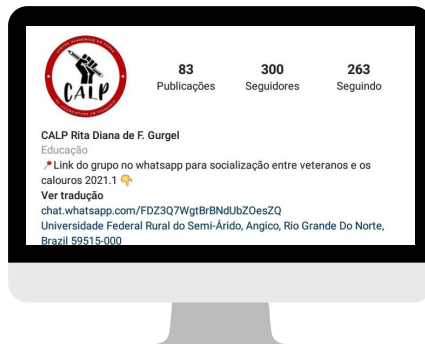 CALP
83
300
263
Publicações
Seguidores
Seguindo
CALP Rita Diana de F. Gurgel
Educação
📍Link do grupo no whatsapp para socialização entre veteranos e os
calouros 2021.1 👇
Ver tradução
chat.whatsapp.com/FDZ3Q7WgtBrBNdUbZOesZQ
Universidade Federal Rural do Semi-Árido, Angico, Rio Grande Do Norte,
Brazil 59515-000